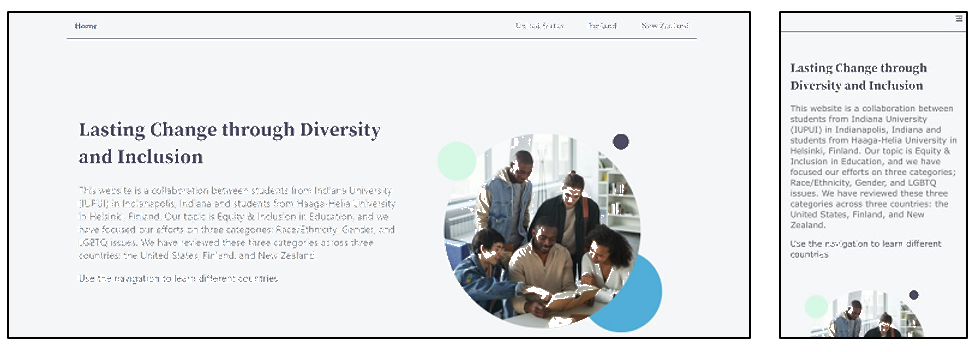 Home United States Finland New Zealand
Lasting Change through Diversity
and Inclusion
This website is a collaboration between students from Indiana University
(IUPUI) in Indianapolis, Indiana and students from Haaga-Helia University
in Helsinki, Finland. Our topic is Equity & Inclusion in Education, and we
have focused our efforts on three categories: Race/Ethnicity, Gender, and
LGBTQ issues. We have reviewed these three categories across three
countries: the United States, Finland, and New Zealand.
Use the navigation to learn different countries
Lasting Change through
Diversity and Inclusion
This website is a collaboration between
students from Indiana University
(IUPUI) in Indianapolis, Indiana and
students from Haaga-Helia University in
Helsinki, Finland. Our topic is Equity &
Inclusion in Education, and we have
focused our efforts on three categories;
Race/Ethnicity, Gender, and LGBTQ
issues. We have reviewed these three
categories across three countries: the
United States, Finland, and New
Zealand.
Use the navigation to learn different
countries